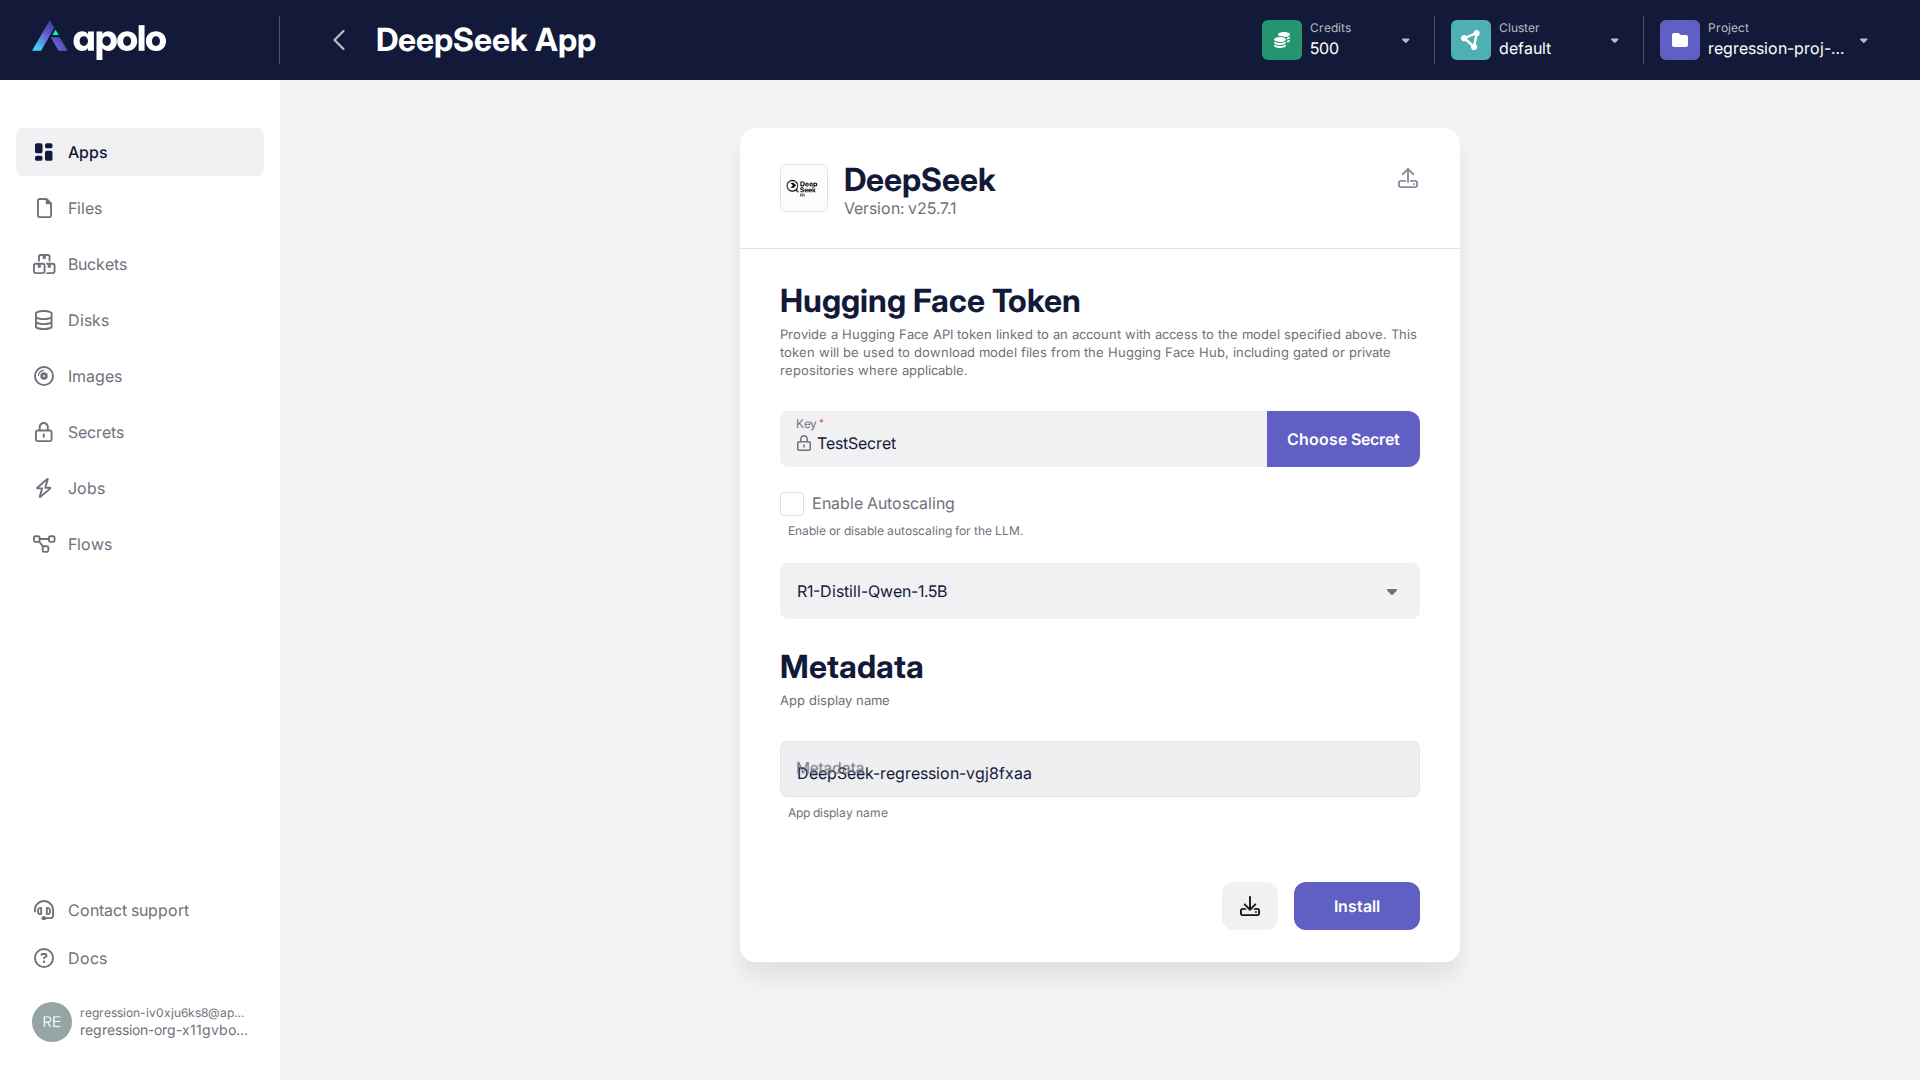 apolo
DeepSeek App
Credits
500
Cluster
default
Project
regression-proj-...
Apps
Files
Buckets
Disks
Images
Secrets
Jobs
Flows
Contact support
Docs
RE
regression-iv0xju6ks8@ap...
regression-org-x11gvbo...
Deep
Seek
R1
DeepSeek
Version: v25.7.1
Hugging Face Token
Provide a Hugging Face API token linked to an account with access to the model specified above. This
token will be used to download model files from the Hugging Face Hub, including gated or private
repositories where applicable.
Key *
TestSecret
Choose Secret
Enable Autoscaling
Enable or disable autoscaling for the LLM.
R1-Distill-Qwen-1.5B
Metadata
App display name
Metadata
DeepSeek-regression-vgj8fxaa
App display name
Install